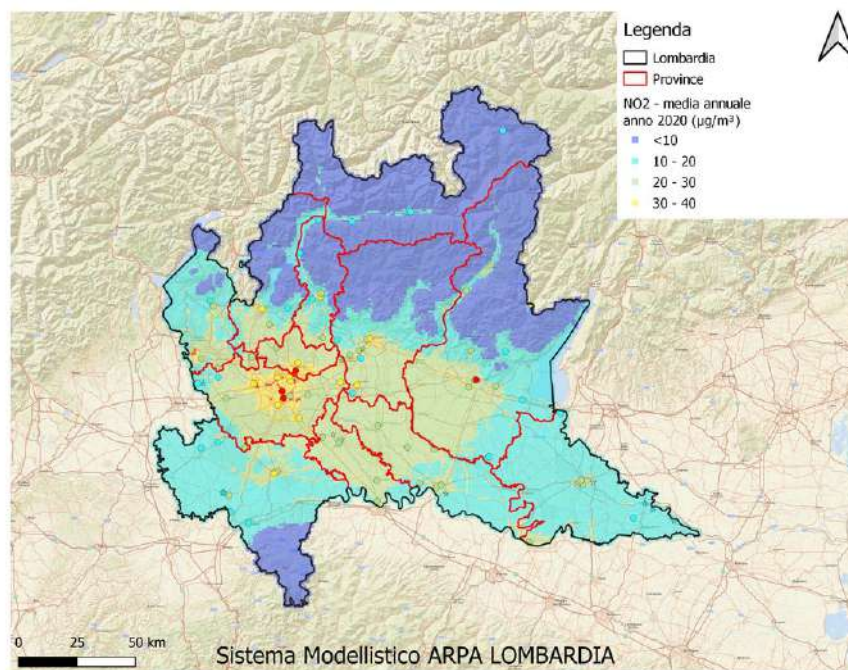 Legenda
Lombardia
Province
NO2 - media annuale
anno 2020 (µg/m³)
<10
10 - 20
20 - 30
30 - 40
0 25 50 km
Sistema Modellistico ARPA LOMBARDIA